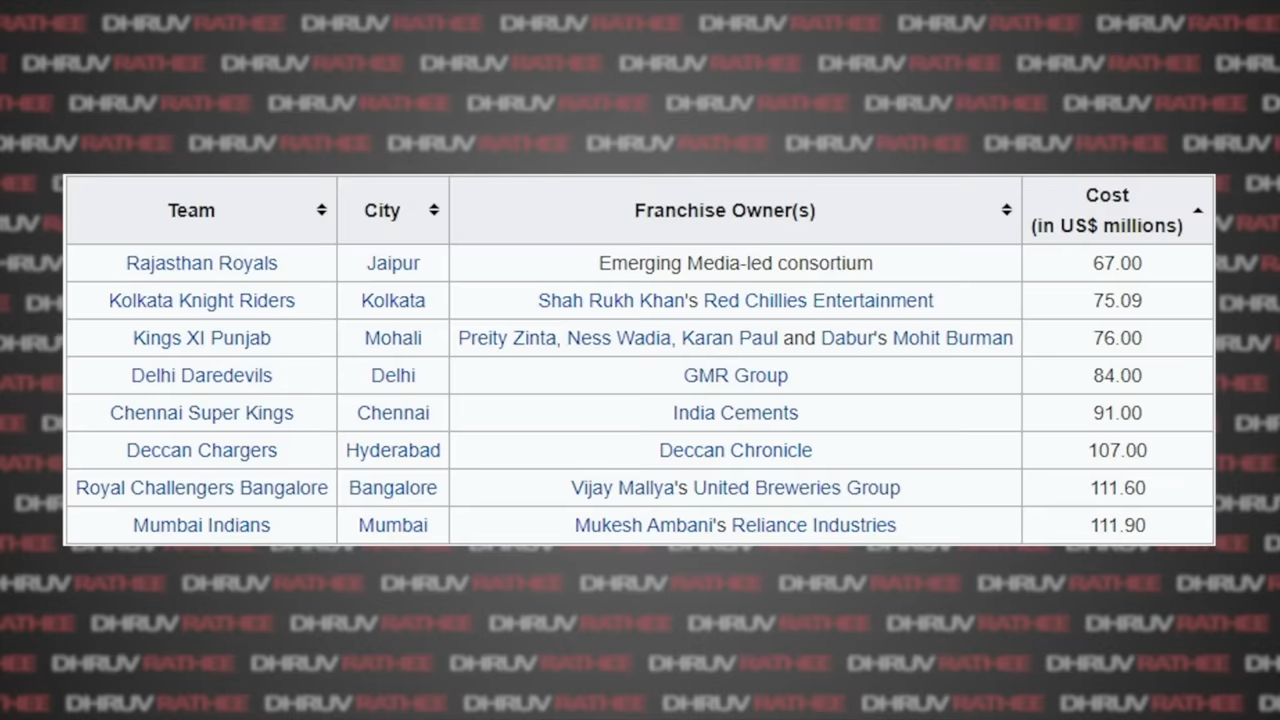 DHRUV RATHEE
Team City Franchise Owner(s) Cost
(in US$ millions)
Rajasthan Royals Jaipur Emerging Media-led consortium 67.00
Kolkata Knight Riders Kolkata Shah Rukh Khan's Red Chillies Entertainment 75.09
Kings XI Punjab Mohali Preity Zinta, Ness Wadia, Karan Paul and Dabur's Mohit Burman 76.00
Delhi Daredevils Delhi GMR Group 84.00
Chennai Super Kings Chennai India Cements 91.00
Deccan Chargers Hyderabad Deccan Chronicle 107.00
Royal Challengers Bangalore Bangalore Vijay Mallya's United Breweries Group 111.60
Mumbai Indians Mumbai Mukesh Ambani's Reliance Industries 111.90